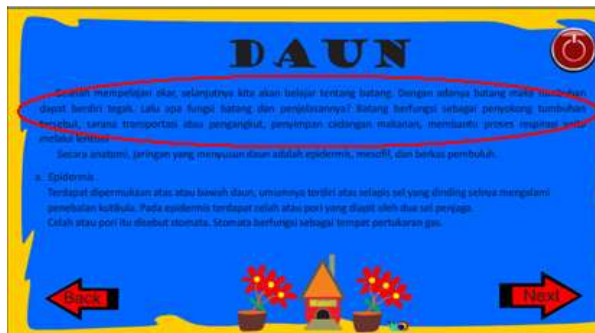 DAUN
Setelah mempelajari akar, selanjutnya kita akan belajar tentang batang. Dengan adanya batang maka tumbuhan
dapat berdiri tegak. Lalu apa fungsi batang dan penjelasannya? Batang berfungsi sebagai penyokong tumbuhan
tersebut, sarana transportasi atau pengangkut, penyimpan cadangan makanan, membantu proses respirasi yaitu
melalui lentisel
Secara anatomi, jaringan yang menyusun daun adalah epidermis, mesofil, dan berkas pembuluh.
a. Epidermis
Terdapat dipermukaan atas atau bawah daun, umumnya terdiri atas selapis sel yang dinding selnya mengalami
penebalan kutikula. Pada epidermis terdapat celah atau pori yang diapit oleh dua sel penjaga.
Celah atau pori itu disebut stomata. Stomata berfungsi sebagai tempat pertukaran gas.
Back
Next